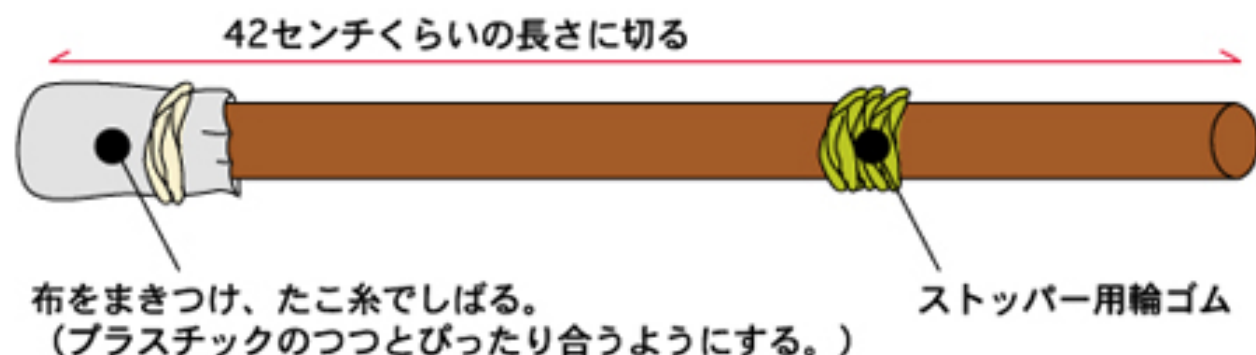 42センチくらいの長さに切る
布をまきつけ、たこ糸でしばる。
（プラスチックのつつとぴったり合うようにする。）
ストッパー用輪ゴム